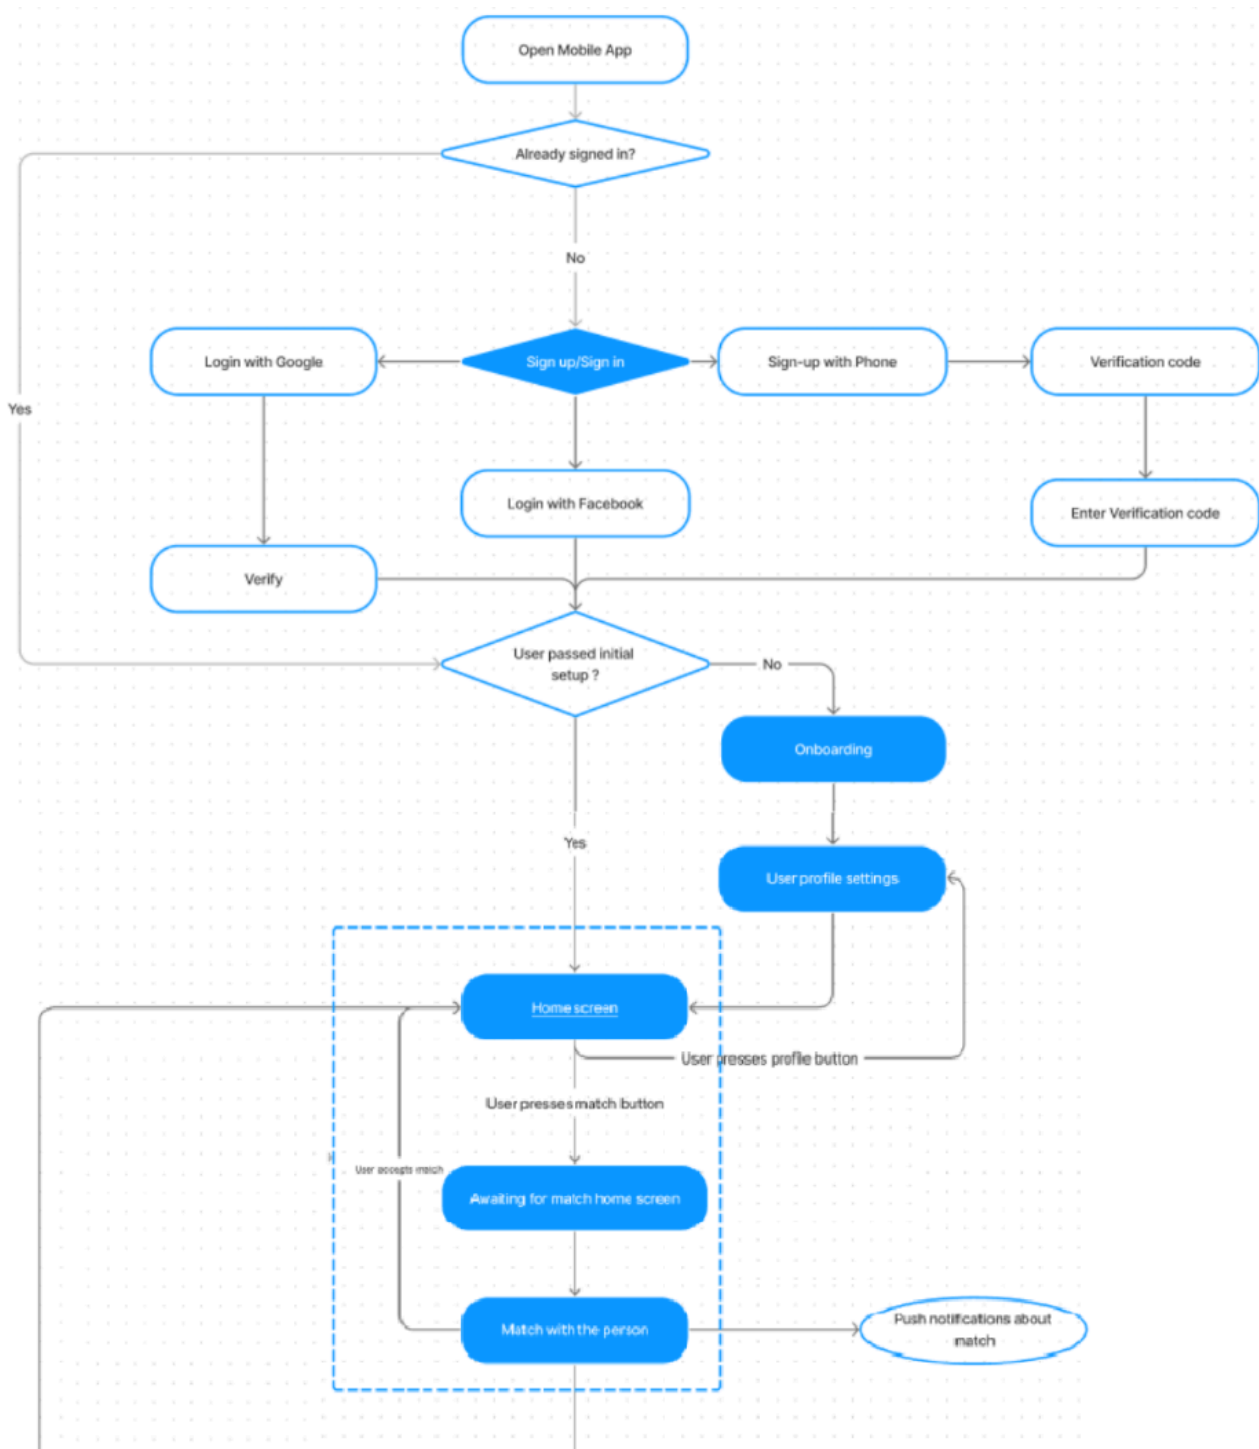 Open Mobile App
Already signed in?
No
Login with Google
Sign up/Sign in
Sign-up with Phone
Verification code
Yes
Login with Facebook
Enter Verification code
Verify
User passed initial
setup ?
No
Onboarding
Yes
User profile settings
Home screen
User presses profile button
User presses match button
User accepts match
Awaiting for match home screen
Match with the person
Push notifications about
match